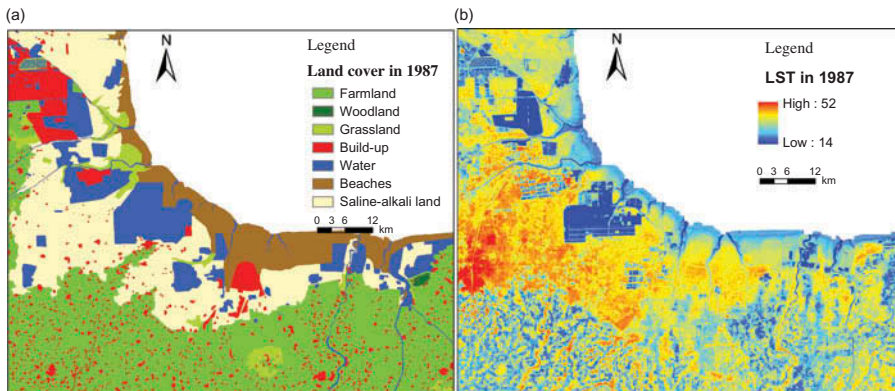 (a)
N
Legend
Land cover in 1987
Farmland
Woodland
Grassland
Build-up
Water
Beaches
Saline-alkali land
0 3 6 12
km
(b)
N
Legend
LST in 1987
High : 52
Low : 14
0 3 6 12
km